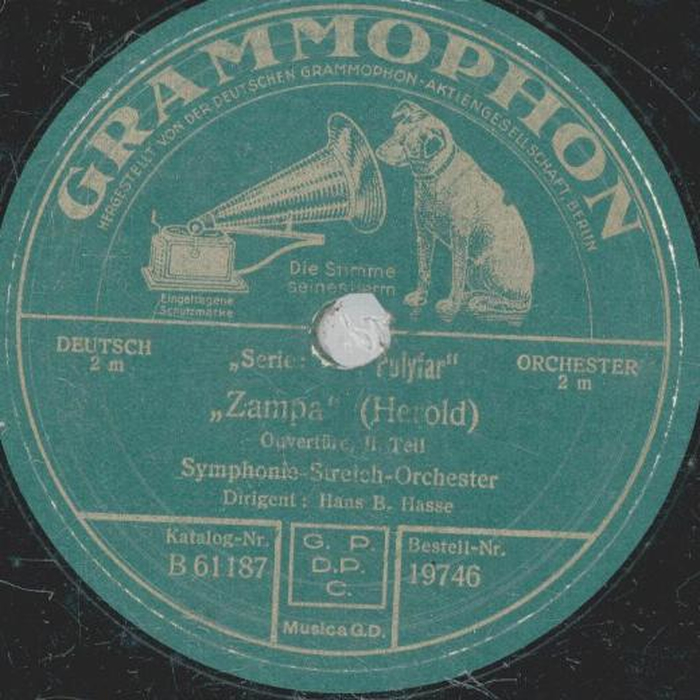 GRAMMOPHON
HERGESTELLT VON DER DEUTSCHEN GRAMMOPHON-AKTIENGESELLSCHAFT, BERLIN
Die Stimme
seines Herrn
Eingetragene
Schutzmarke
DEUTSCH
2 m
„Serie: Polyfar"
ORCHESTER
2 m
„Zampa" (Herold)
Ouvertüre, II. Teil
Symphonie-Streich-Orchester
Dirigent: Hans B. Hasse
Katalog-Nr.
B 61187
G. P.
D.P.
C.
Bestell-Nr.
19746
Musica G.D.